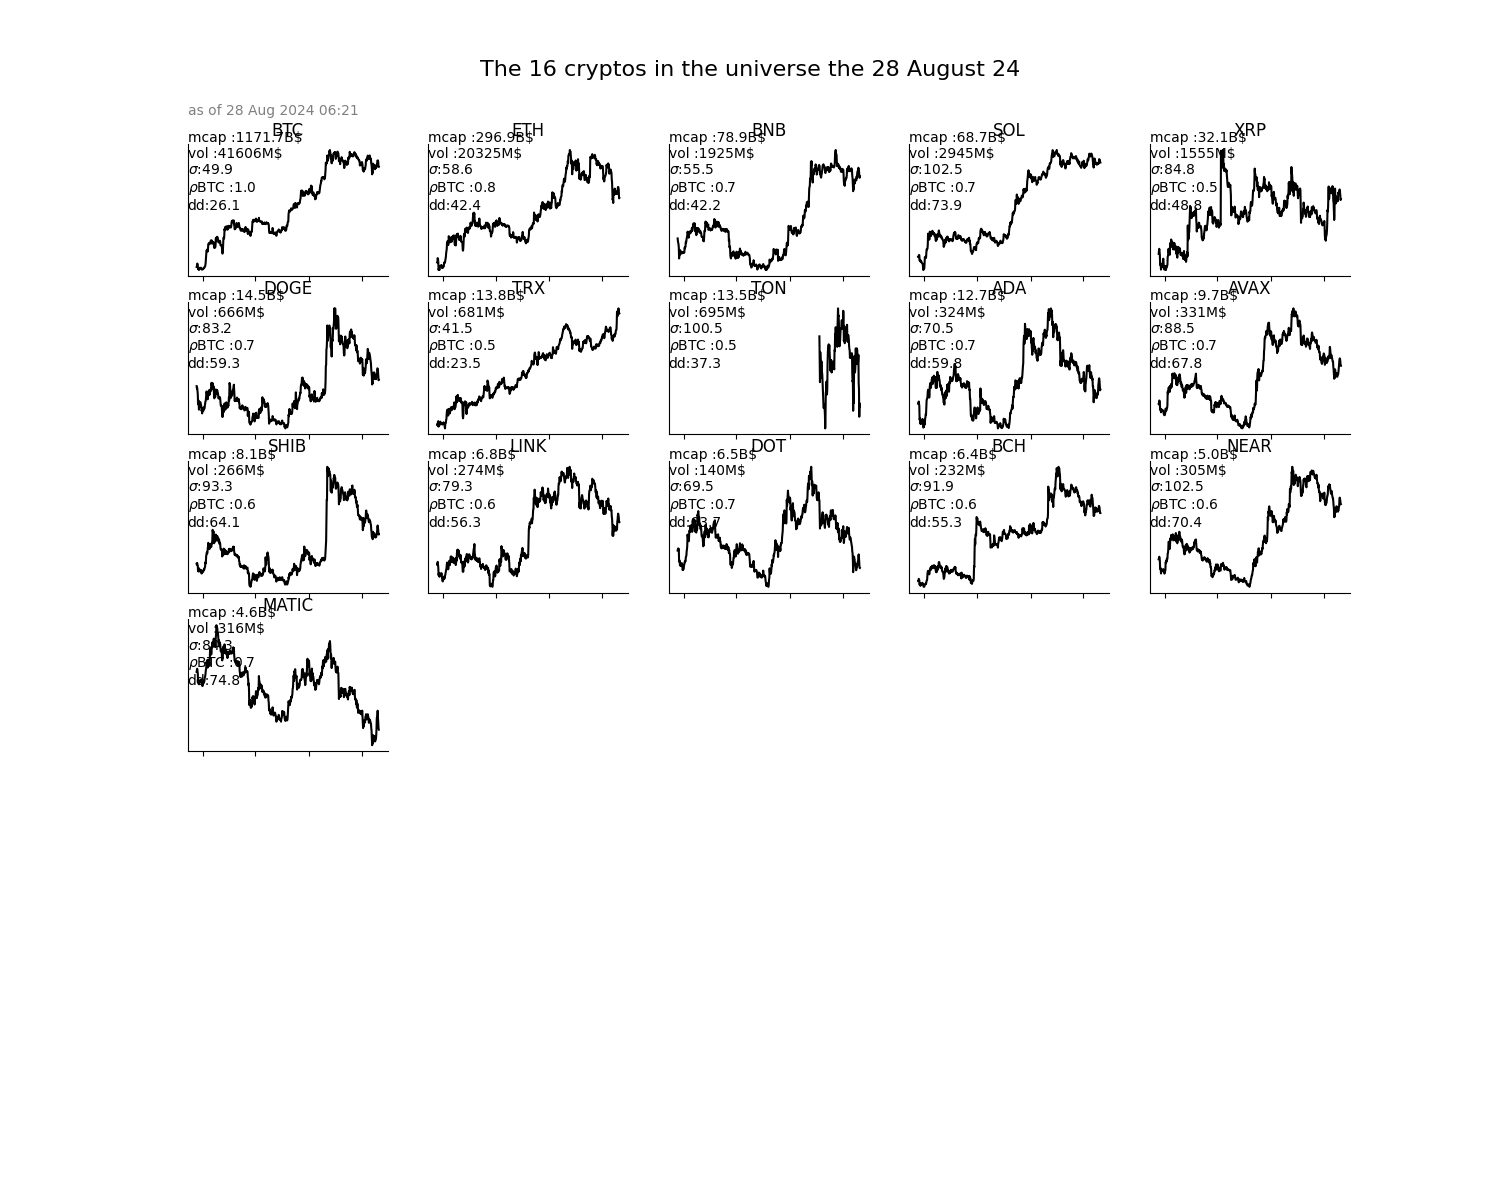 The 16 cryptos in the universe the 28 August 24
as of 28 Aug 2024 06:21
BTC
mcap :1171.7B$
vol :41606M$
σ:49.9
ρBTC :1.0
dd:26.1
ETH
mcap :296.9B$
vol :20325M$
σ:58.6
ρBTC :0.8
dd:42.4
BNB
mcap :78.9B$
vol :1925M$
σ:55.5
ρBTC :0.7
dd:42.2
SOL
mcap :68.7B$
vol :2945M$
σ:102.5
ρBTC :0.7
dd:73.9
XRP
mcap :32.1B$
vol :1555M$
σ:84.8
ρBTC :0.5
dd:48.8
DOGE
mcap :14.5B$
vol :666M$
σ:83.2
ρBTC :0.7
dd:59.3
TRX
mcap :13.8B$
vol :681M$
σ:41.5
ρBTC :0.5
dd:23.5
TON
mcap :13.5B$
vol :695M$
σ:100.5
ρBTC :0.5
dd:37.3
ADA
mcap :12.7B$
vol :324M$
σ:70.5
ρBTC :0.7
dd:59.8
AVAX
mcap :9.7B$
vol :331M$
σ:88.5
ρBTC :0.7
dd:67.8
SHIB
mcap :8.1B$
vol :266M$
σ:93.3
ρBTC :0.6
dd:64.1
LINK
mcap :6.8B$
vol :274M$
σ:79.3
ρBTC :0.6
dd:56.3
DOT
mcap :6.5B$
vol :140M$
σ:69.5
ρBTC :0.7
BCH
mcap :6.4B$
vol :232M$
σ:91.9
ρBTC :0.6
dd:55.3
NEAR
mcap :5.0B$
vol :305M$
σ:102.5
ρBTC :0.6
dd:70.4
MATIC
mcap :4.6B$
vol :316M$
ρBTC :0.7
dd:74.8